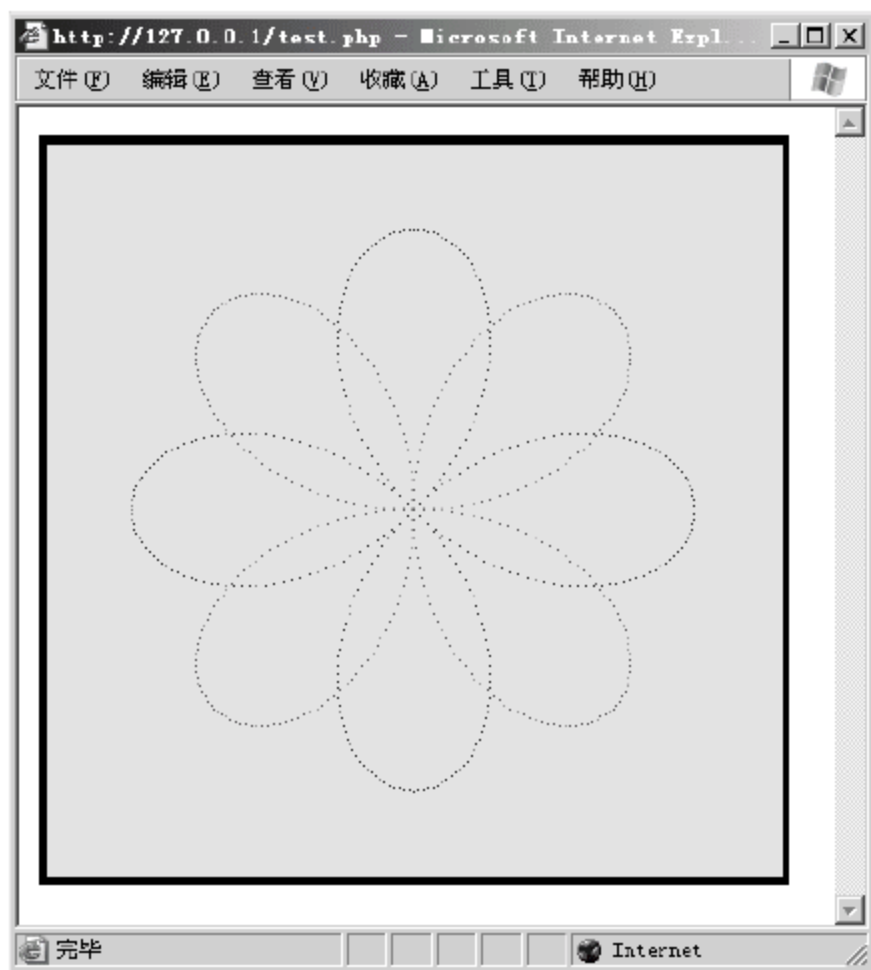 http://127.0.0.1/test.php - Microsoft Internet Expl...
文件(F) 编辑(E) 查看(V) 收藏(A) 工具(T) 帮助(H)
完毕 Internet